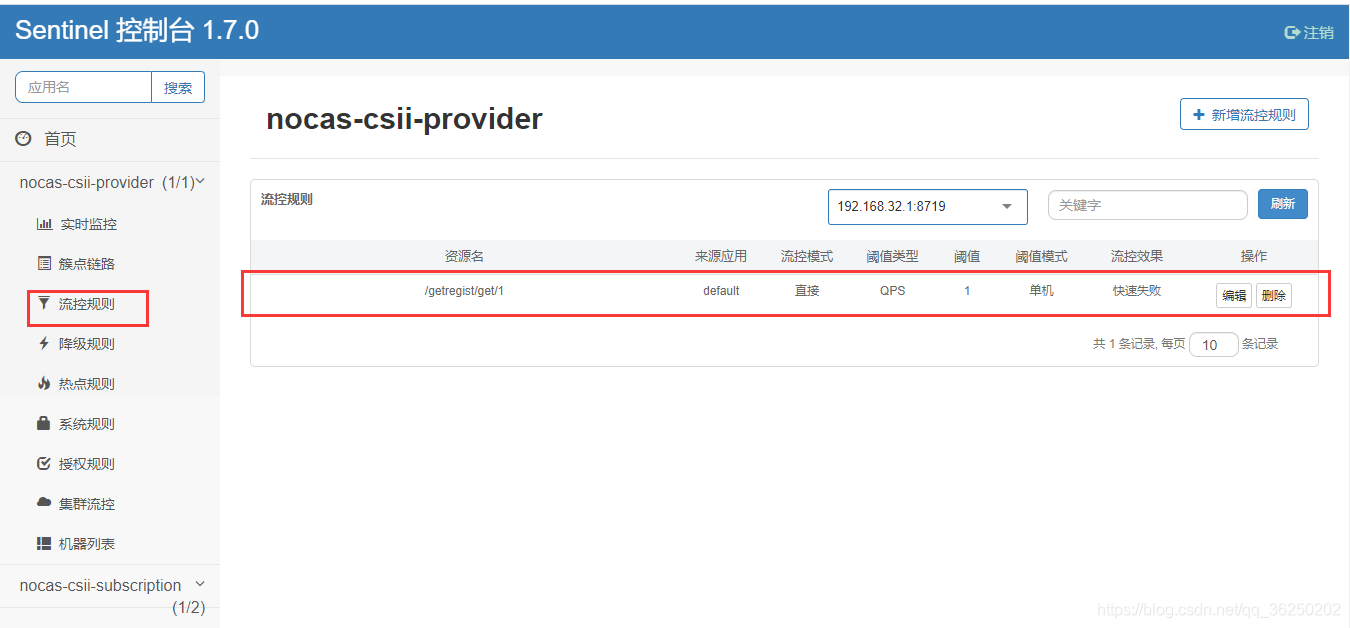 Sentinel 控制台 1.7.0
注销
应用名 搜索
首页
nocas-csii-provider (1/1)
实时监控
簇点链路
流控规则
降级规则
热点规则
系统规则
授权规则
集群流控
机器列表
nocas-csii-subscription
(1/2)
nocas-csii-provider
新增流控规则
流控规则 192.168.32.1:8719 关键字 刷新
资源名 来源应用 流控模式 阈值类型 阈值 阈值模式 流控效果 操作
/getregist/get/1 default 直接 QPS 1 单机 快速失败 编辑 删除
共 1 条记录, 每页 10 条记录
https://blog.csdn.net/qq_36250202